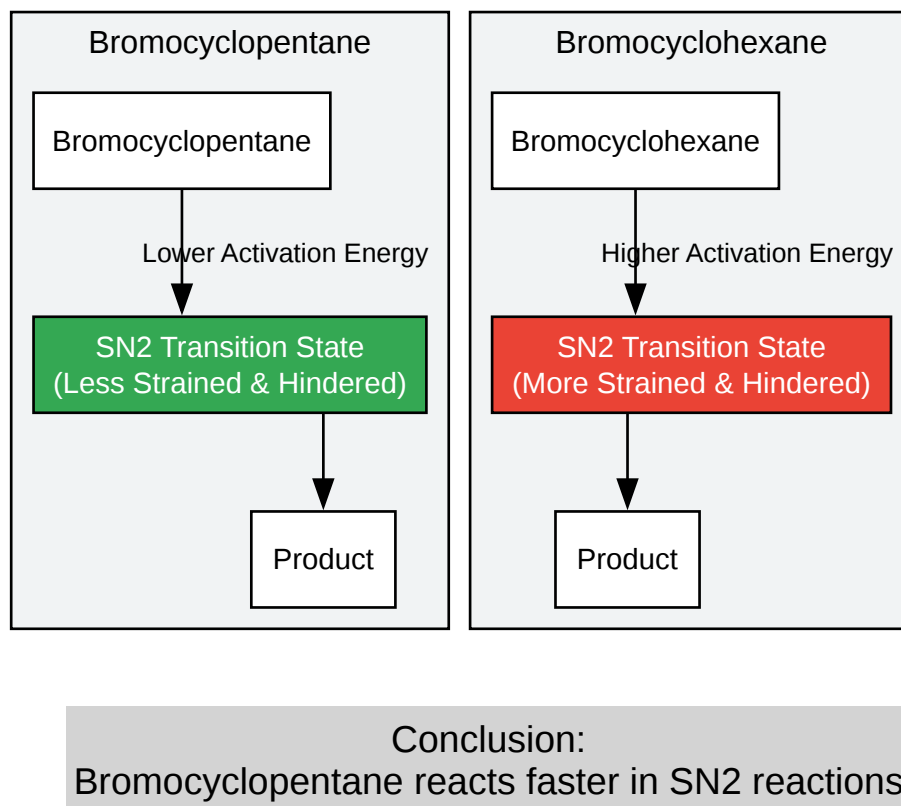 Bromocyclopentane
Bromocyclopentane
Lower Activation Energy
SN2 Transition State
(Less Strained & Hindered)
Product
Bromocyclohexane
Bromocyclohexane
Higher Activation Energy
SN2 Transition State
(More Strained & Hindered)
Product
Conclusion:
Bromocyclopentane reacts faster in SN2 reactions